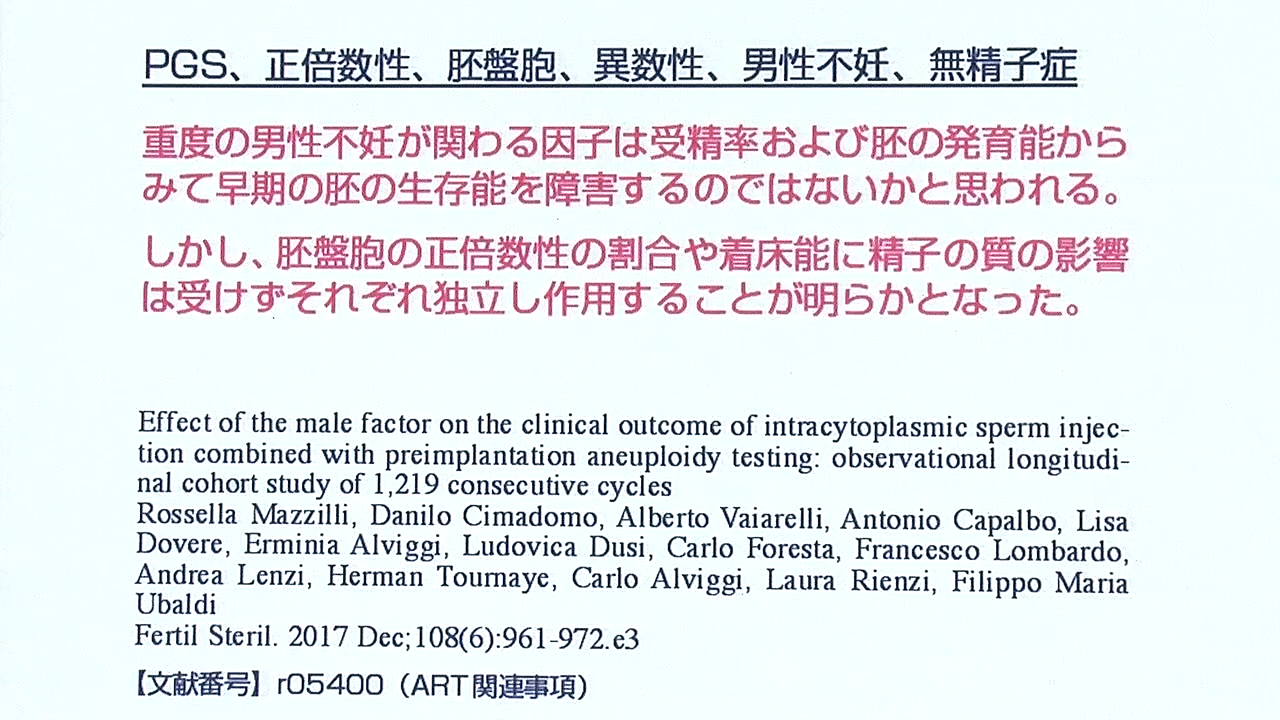 PGS、正倍数性、胚盤胞、異数性、男性不妊、無精子症
重度の男性不妊が関わる因子は受精率および胚の発育能から
みて早期の胚の生存能を障害するのではないかと思われる。
しかし、胚盤胞の正倍数性の割合や着床能に精子の質の影響
は受けずそれぞれ独立し作用することが明らかとなった。
Effect of the male factor on the clinical outcome of intracytoplasmic sperm injec-
tion combined with preimplantation aneuploidy testing: observational longitudi-
nal cohort study of 1,219 consecutive cycles
Rossella Mazzilli, Danilo Cimadomo, Alberto Vaiarelli, Antonio Capalbo, Lisa
Dovere, Erminia Alviggi, Ludovica Dusi, Carlo Foresta, Francesco Lombardo,
Andrea Lenzi, Herman Tournaye, Carlo Alviggi, Laura Rienzi, Filippo Maria
Ubaldi
Fertil Steril. 2017 Dec;108(6):961-972.e3
【文献番号】r05400（ART関連事項）